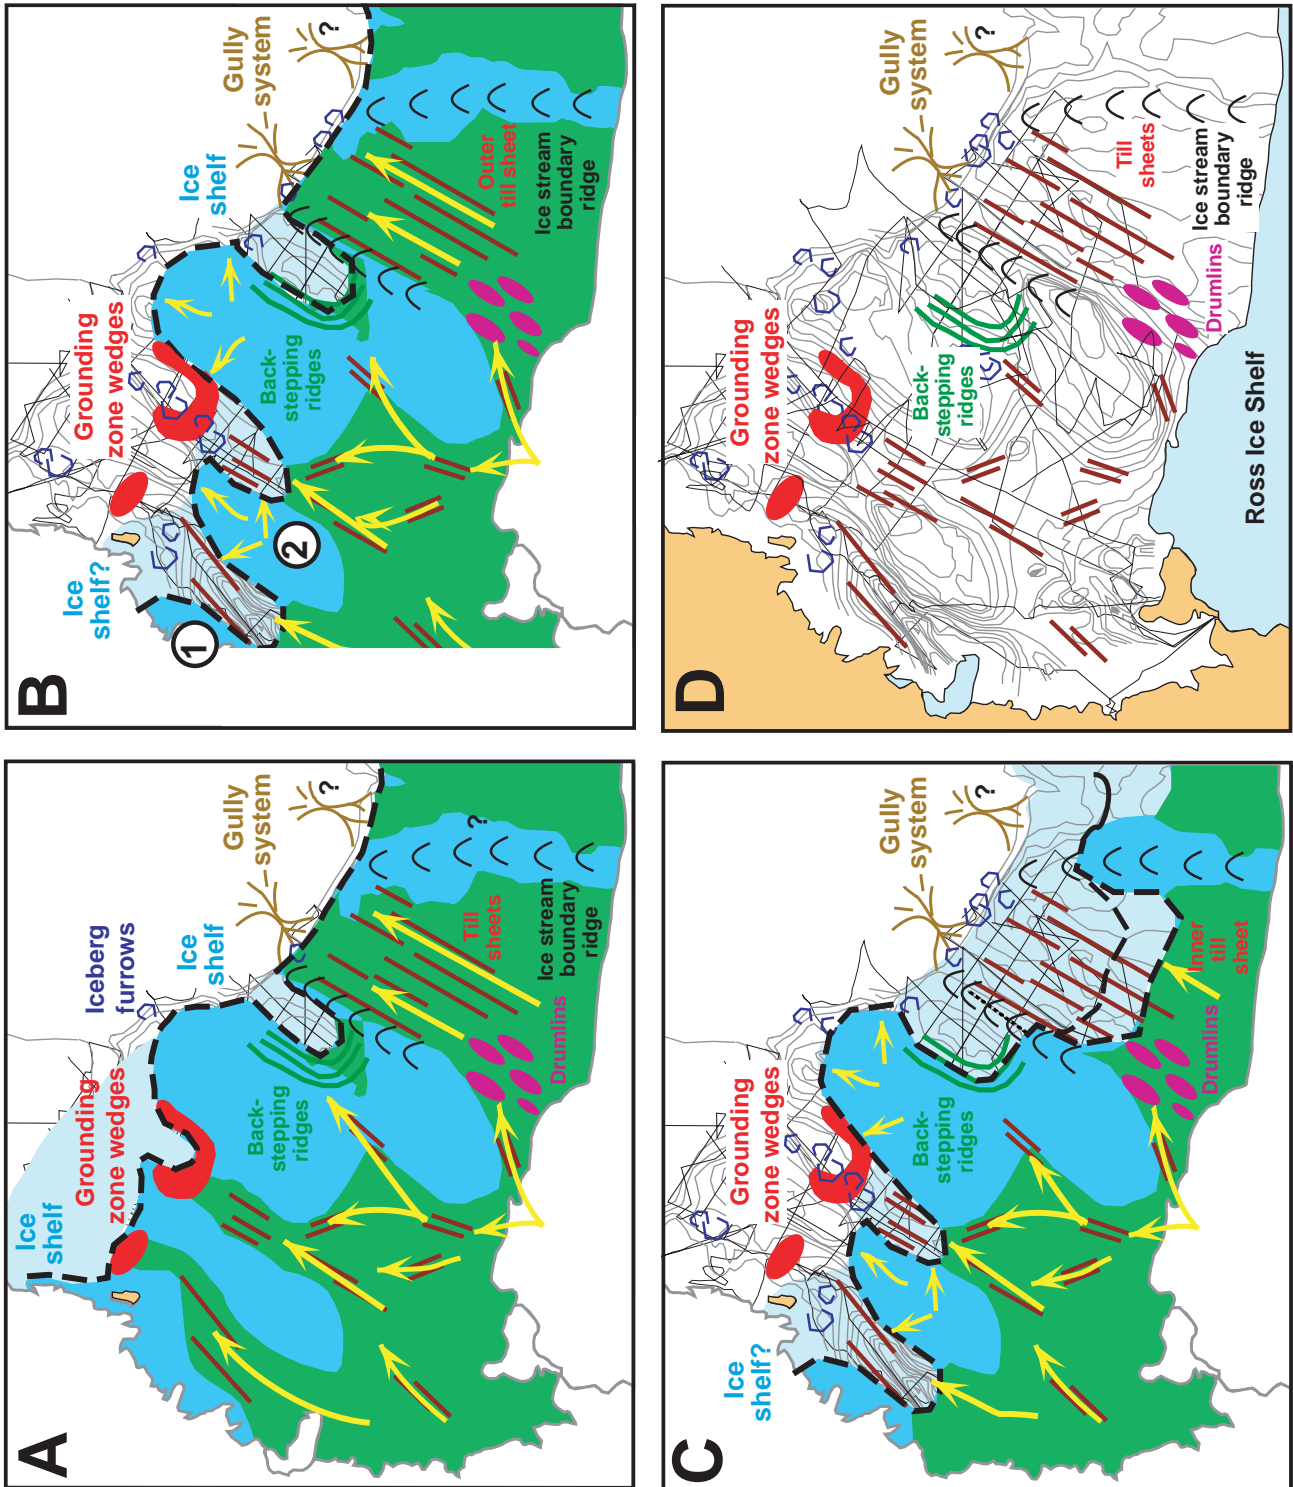 A
Ice
shelf
Grounding
zone wedges
Iceberg
furrows
Ice
shelf
Gully
system
?
Back-
stepping
ridges
Drumlins
Till
sheets
Ice stream
boundary
ridge
?
B
Ice
shelf?
1
2
Grounding
zone wedges
Ice
shelf
Gully
system
?
Back-
stepping
ridges
Outer
till sheet
Ice stream
boundary
ridge
C
Ice
shelf?
Grounding
zone wedges
Gully
system
?
Back-
stepping
ridges
Drumlins
Inner
till
sheet
D
Grounding
zone wedges
Gully
system
?
Back-
stepping
ridges
Drumlins
Till
sheets
Ice stream
boundary
ridge
Ross Ice Shelf